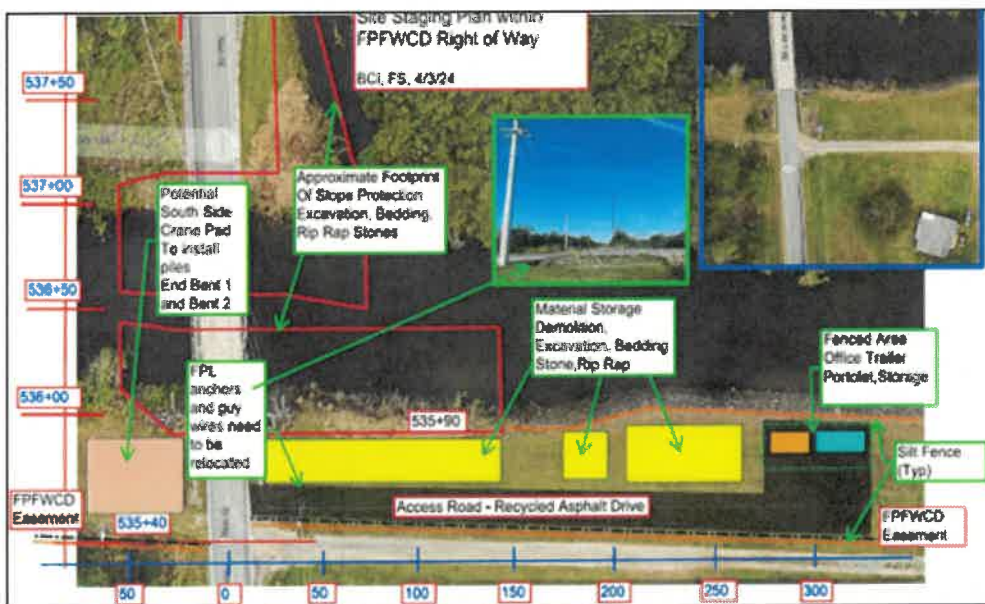 Site Staging Plan within
FPFWCD Right of Way
BCI, FS, 4/3/24
537+50
537+00
536+50
536+00
Potential
South Side
Crane Pad
To install
piles
End Bent 1
and Bent 2
Approximate Footprint
Of Slope Protection
Excavation, Bedding,
Rip Rap Stones
Material Storage
Demolition,
Excavation, Bedding
Stone, Rip Rap
Fenced Area
Office Trailer
Portolet, Storage
FPL
anchors
and guy
wires need
to be
relocated
535+90
Silt Fence
(Typ)
Access Road - Recycled Asphalt Drive
FPFWCD
Easement
535+40
FPFWCD
Easement
50
0
50
100
150
200
250
300